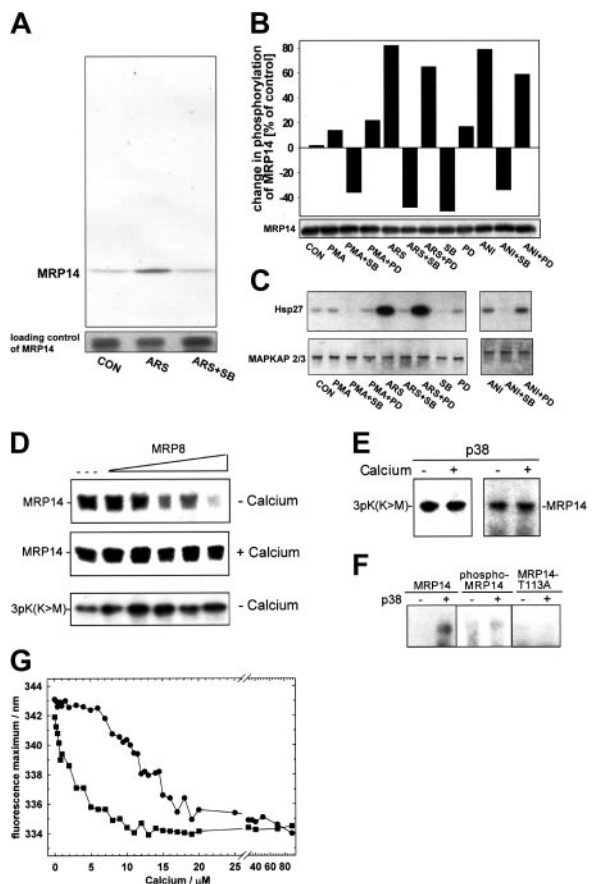 A
MRP14
loading control
of MRP14
CON ARS ARS+SB
B
change in phosphorylation
of MRP14 [% of control]
80
60
40
20
0
-20
-40
MRP14
CON PMA PMA+SB PMA+PD ARS ARS+SB ARS+PD SB PD ANI ANI+SB ANI+PD
C
Hsp27
MAPKAP 2/3
CON PMA PMA+SB PMA+PD ARS ARS+SB ARS+PD SB PD ANI ANI+SB ANI+PD
D
MRP8
---
MRP14 - Calcium
MRP14 + Calcium
3pK(K>M) - Calcium
E
p38
Calcium - + - +
3pK(K>M) -MRP14
F
MRP14 phospho-MRP14 MRP14-T113A
p38 - + - + - +
G
fluorescence maximum / nm
344
342
340
338
336
334
0 5 10 15 20 25 40 60 80
Calcium / µM